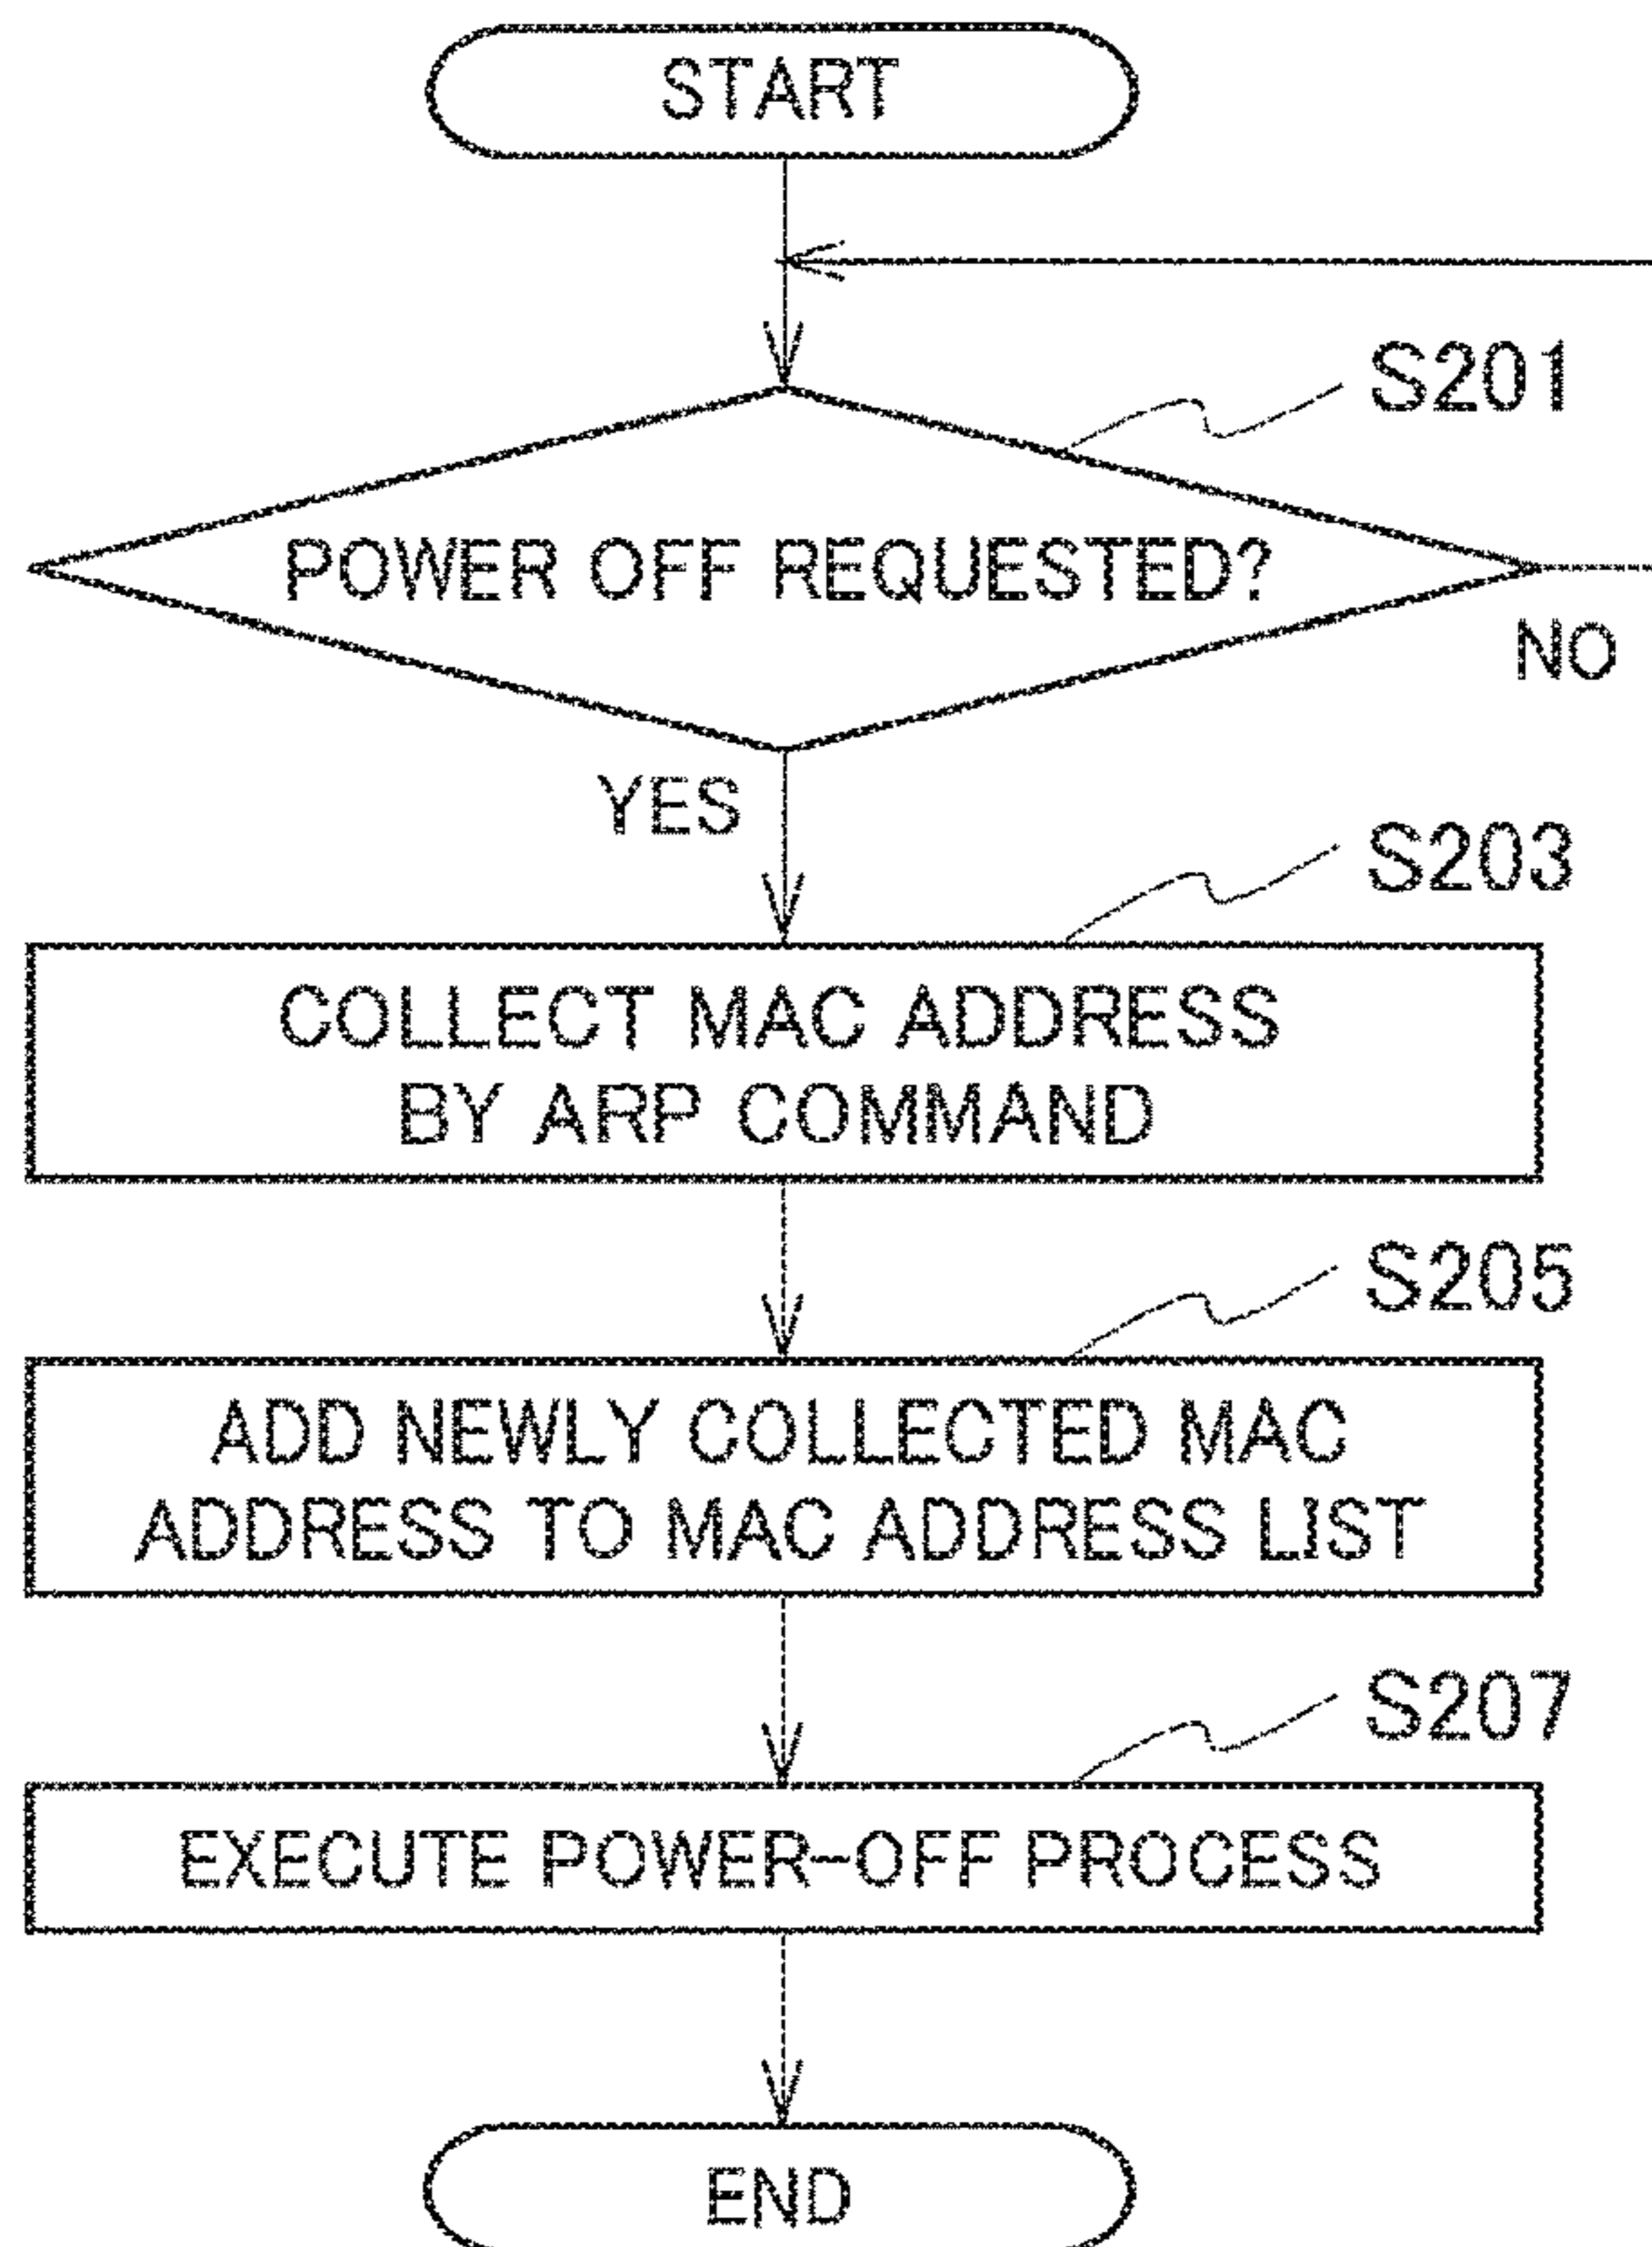 START
S201
POWER OFF REQUESTED?
NO
YES
S203
COLLECT MAC ADDRESS
BY ARP COMMAND
S205
ADD NEWLY COLLECTED MAC
ADDRESS TO MAC ADDRESS LIST
S207
EXECUTE POWER-OFF PROCESS
END